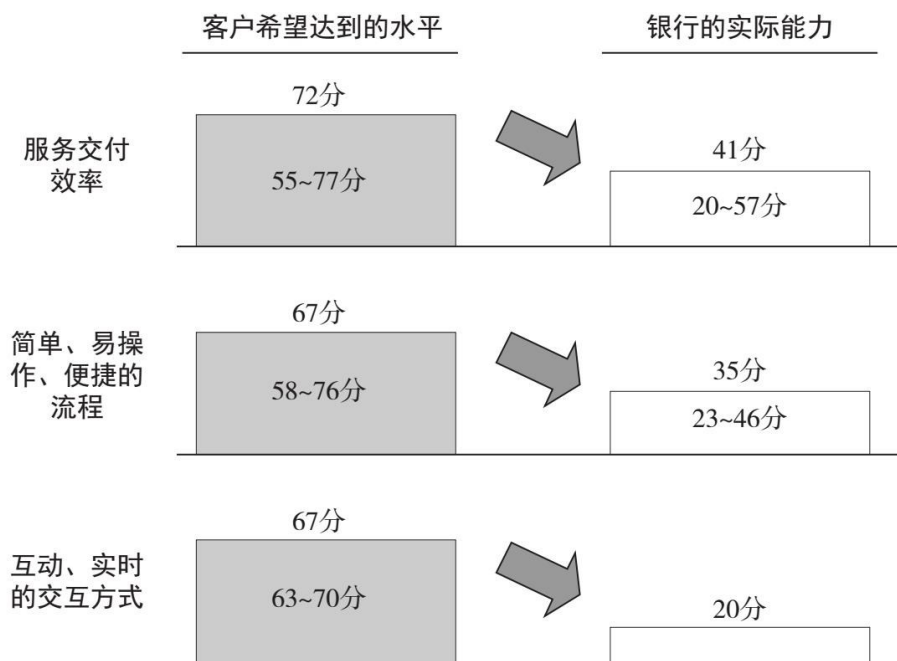 客户希望达到的水平
银行的实际能力
服务交付
效率
72分
55~77分
41分
20~57分
简单、易操
作、便捷的
流程
67分
58~76分
35分
23~46分
互动、实时
的交互方式
67分
63~70分
20分